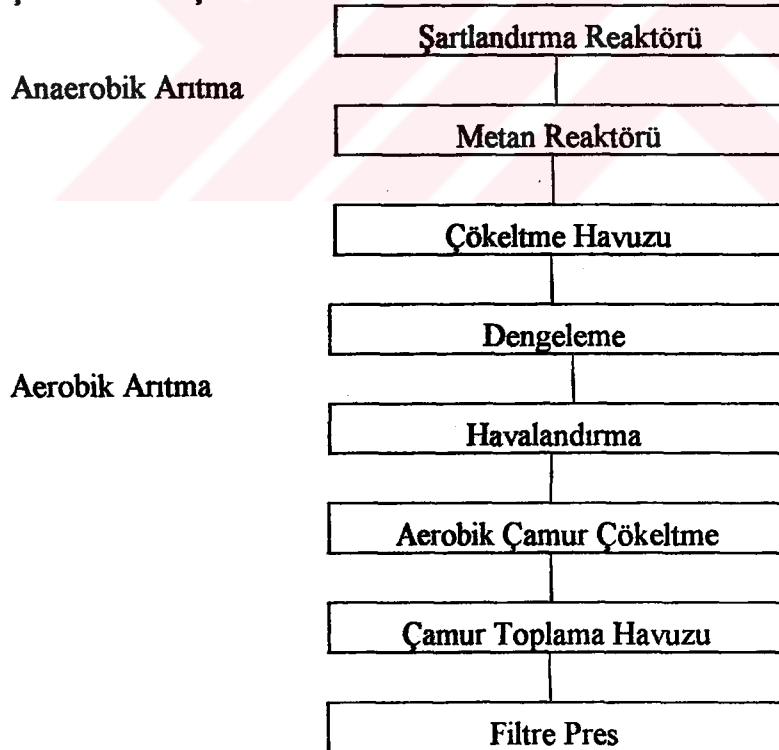 Şartlandırma Reaktörü
Anaerobik Arıtma
Metan Reaktörü
Çökeltme Havuzu
Dengeleme
Aerobik Arıtma
Havalandırma
Aerobik Çamur Çökeltme
Çamur Toplama Havuzu
Filtre Pres